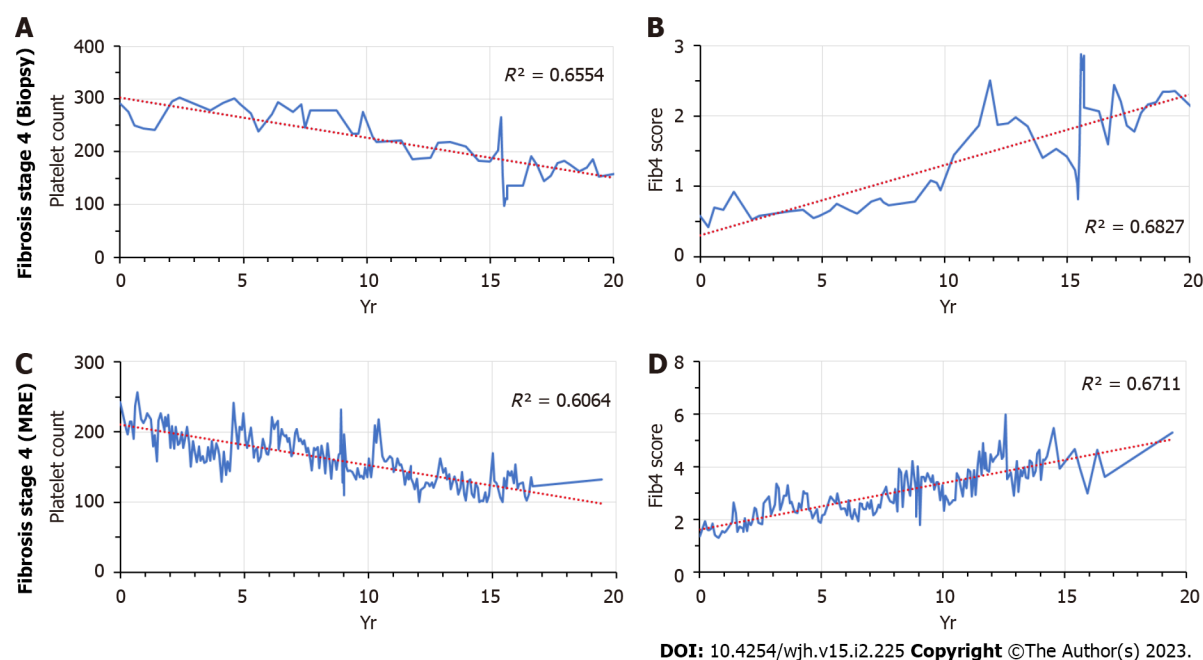 A
Fibrosis stage 4 (Biopsy)
Platelet count
400
300
200
100
0
R² = 0.6554
0 5 10 15 20
Yr
B
Fib4 score
3
2
1
0
R² = 0.6827
0 5 10 15 20
Yr
C
Fibrosis stage 4 (MRE)
Platelet count
300
200
100
0
R² = 0.6064
0 5 10 15 20
Yr
D
Fib4 score
8
6
4
2
0
R² = 0.6711
0 5 10 15 20
Yr
DOI: 10.4254/wjh.v15.i2.225 Copyright ©The Author(s) 2023.